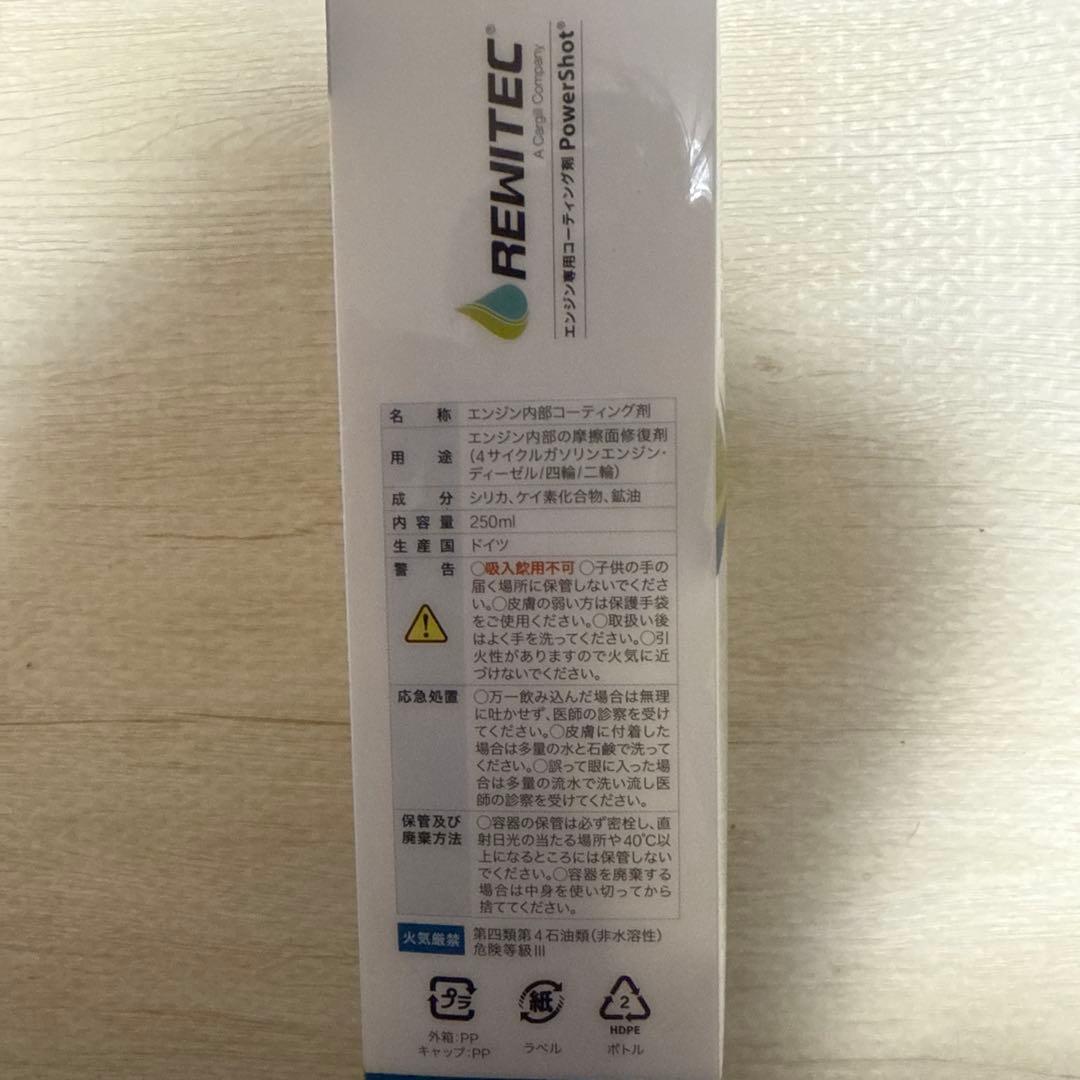 REWITEC®
A Cargill Company
エンジン専用コーティング剤 PowerShot®
名称 エンジン内部コーティング剤
用途 エンジン内部の摩擦面修復剤
(4サイクルガソリンエンジン・
ディーゼル/四輪/二輪)
成分 シリカ、ケイ素化合物、鉱油
内容量 250ml
生産国 ドイツ
警告 ○吸入飲用不可 ○子供の手の
届く場所に保管しないでくださ
い。○皮膚の弱い方は保護手袋
をご使用ください。○取扱い後
はよく手を洗ってください。○引
火性がありますので火気に近
づけないでください。
応急処置 ○万一飲み込んだ場合は無理
に吐かせず、医師の診察を受け
てください。○皮膚に付着した
場合は多量の水と石鹸で洗って
ください。○誤って眼に入った場
合は多量の流水で洗い流し医
師の診察を受けてください。
保管及び
廃棄方法
○容器の保管は必ず密栓し、直
射日光の当たる場所や40℃以
上になるところには保管しない
でください。○容器を廃棄する
場合は中身を使い切ってから
捨ててください。
火気厳禁 第四類第4石油類(非水溶性)
危険等級Ⅲ
プラ 紙 2
HDPE
外箱:PP
キャップ:PP
ラベル
ボトル